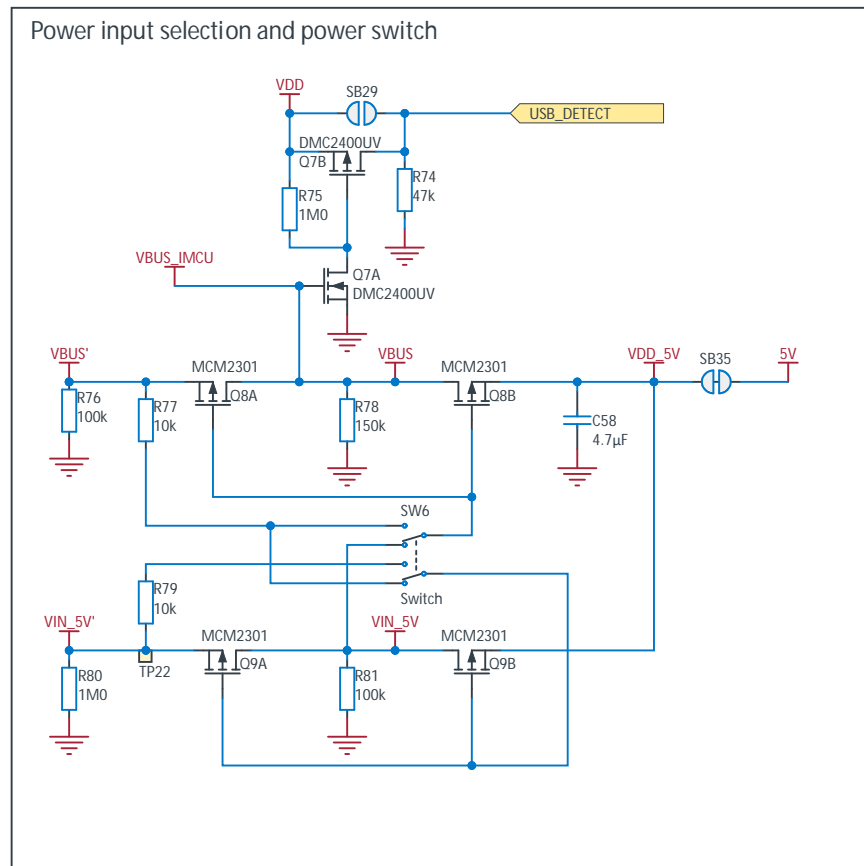 Power input selection and power switch
VDD
SB29
USB_DETECT
DMC2400UV
Q7B
R74
47k
R75
1M0
VBUS_IMCU
Q7A
DMC2400UV
VBUS'
MCM2301
VBUS
MCM2301
VDD_5V
SB35
5V
R76
100k
R77
10k
Q8A
R78
150k
Q8B
C58
4.7µF
SW6
R79
10k
Switch
VIN_5V'
MCM2301
VIN_5V
MCM2301
R80
1M0
TP22
Q9A
R81
100k
Q9B